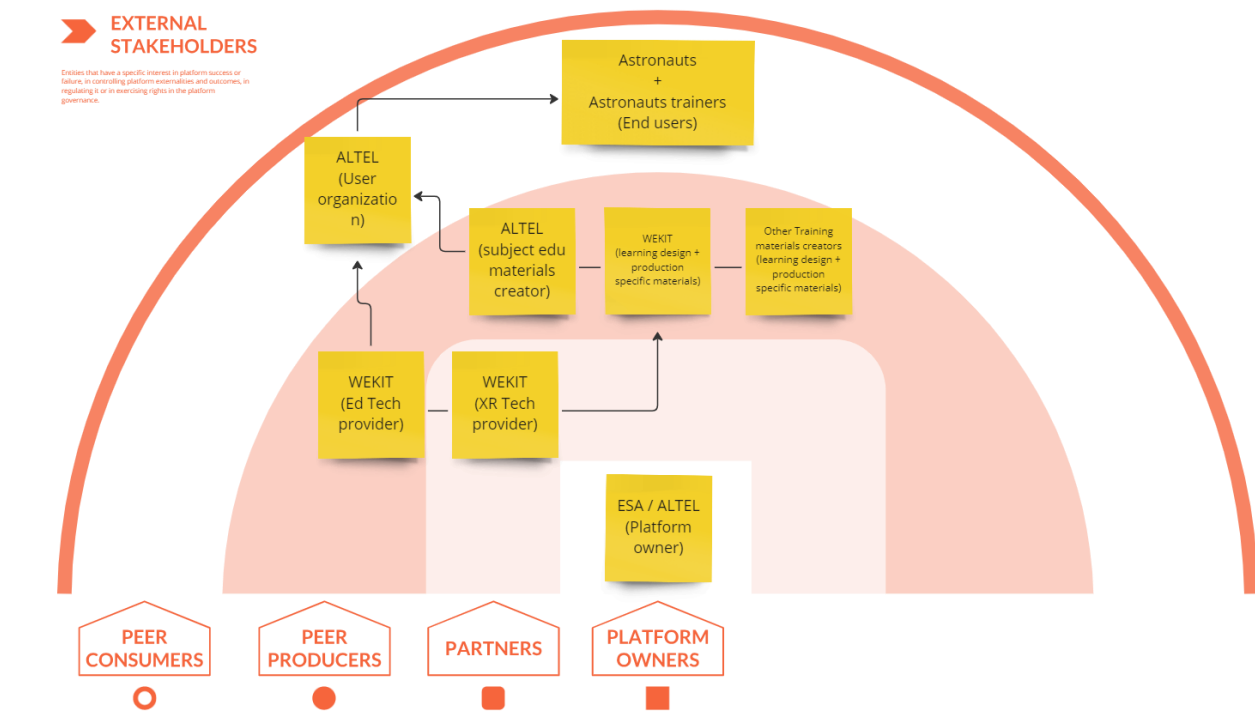 EXTERNAL
STAKEHOLDERS
Entities that have a specific interest in platform success or
failure, in controlling platform externalities and outcomes, in
regulating it or in exercising rights in the platform
governance.
Astronauts
+
Astronauts trainers
(End users)
ALTEL
(User
organizatio
n)
ALTEL
(subject edu
materials
creator)
WEKIT
(learning design +
production
specific materials)
Other Training
materials creators
(learning design +
production
specific materials)
WEKIT
(Ed Tech
provider)
WEKIT
(XR Tech
provider)
ESA / ALTEL
(Platform
owner)
PEER
CONSUMERS
PEER
PRODUCERS
PARTNERS
PLATFORM
OWNERS